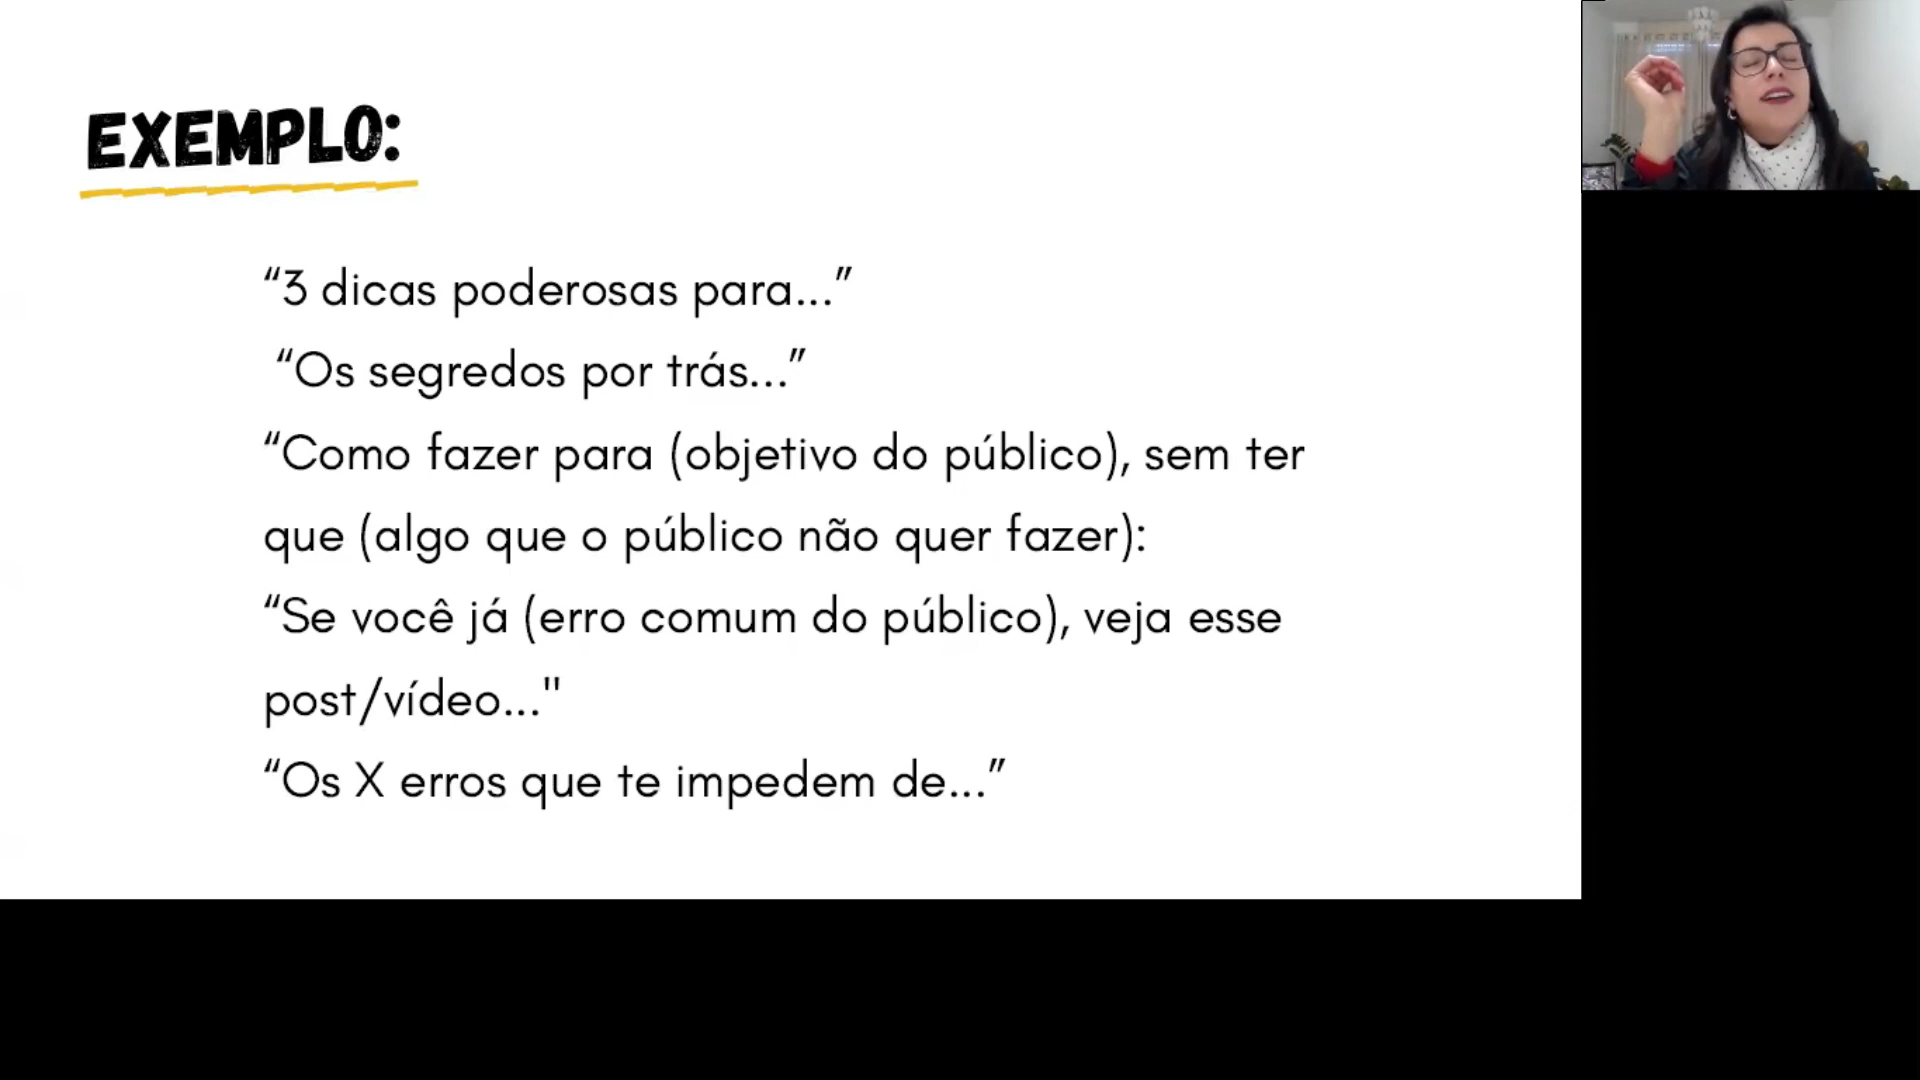 EXEMPLO:
“3 dicas poderosas para...”
“Os segredos por trás...”
“Como fazer para (objetivo do público), sem ter
que (algo que o público não quer fazer):
“Se você já (erro comum do público), veja esse
post/vídeo..."
“Os X erros que te impedem de...”